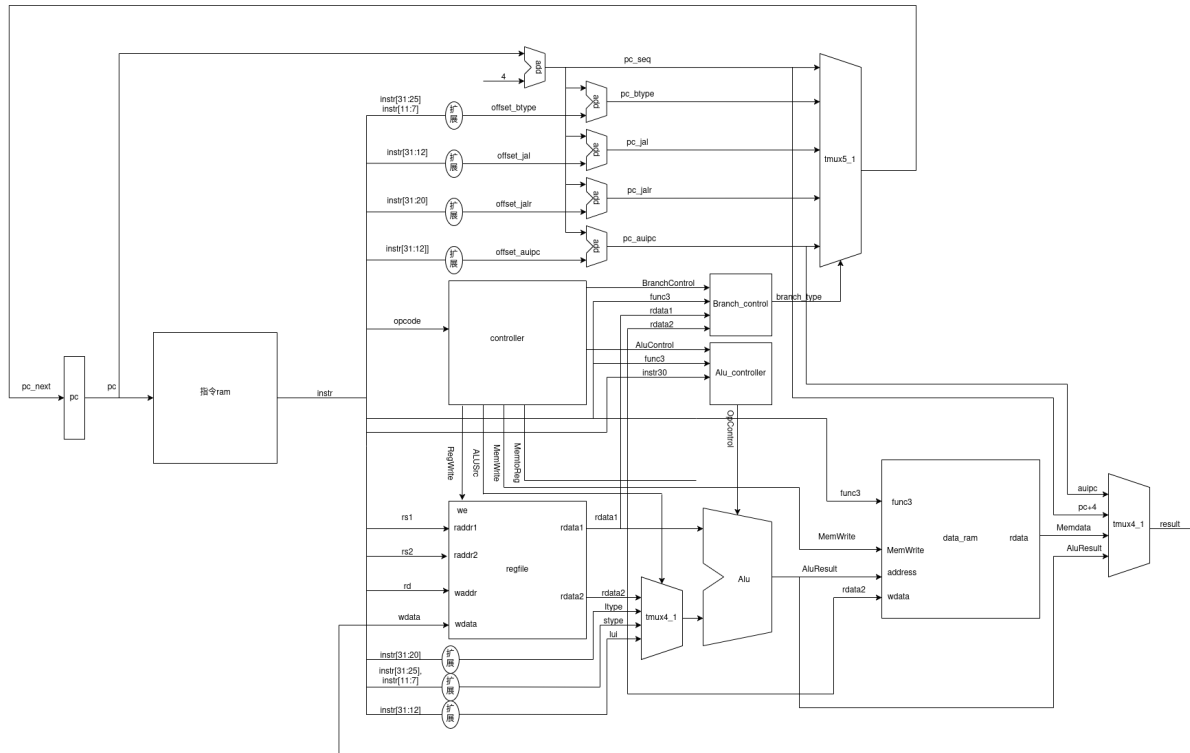 pc_seq
add
4
instr[31:25]
instr[11:7]
扩展
offset_btype
add
pc_btype
instr[31:12]
扩展
offset_jal
add
pc_jal
tmux5_1
instr[31:20]
扩展
offset_jalr
add
pc_jalr
instr[31:12]]
扩展
offset_auipc
add
pc_auipc
BranchControl
func3
rdata1
rdata2
Branch_control
branch_type
opcode
controller
AluControl
func3
instr30
Alu_controller
pc_next
pc
pc
指令ram
instr
RegWrite
ALUSrc
MemWrite
MemtoReg
OpControl
we
rs1
raddr1
rdata1
rdata1
rs2
raddr2
regfile
rd
waddr
rdata2
rdata2
wdata
wdata
Itype
stype
lui
tmux4_1
Alu
AluResult
func3
func3
MemWrite
MemWrite
data_ram
rdata
address
rdata2
wdata
auipc
pc+4
Memdata
AluResult
tmux4_1
result
instr[31:20]
扩展
instr[31:25],
instr[11:7]
扩展
instr[31:12]
扩展